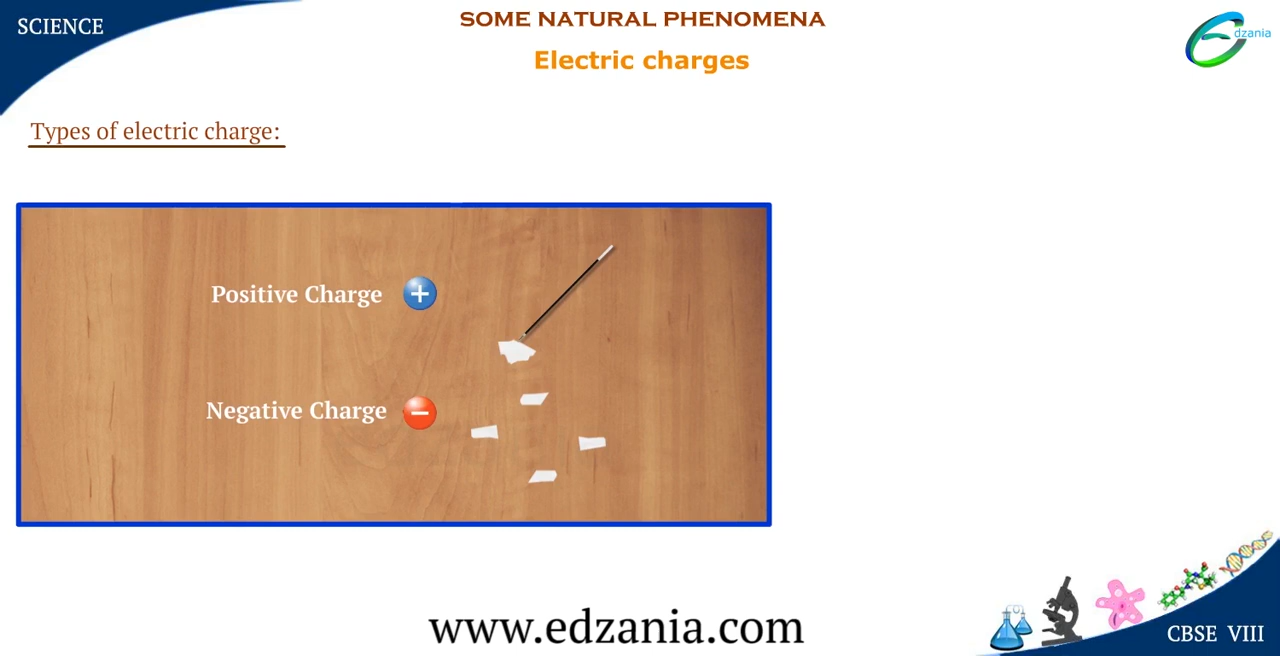 SCIENCE
SOME NATURAL PHENOMENA
Electric charges
dzania
Types of electric charge:
Positive Charge +
Negative Charge −
www.edzania.com
CBSE VIII